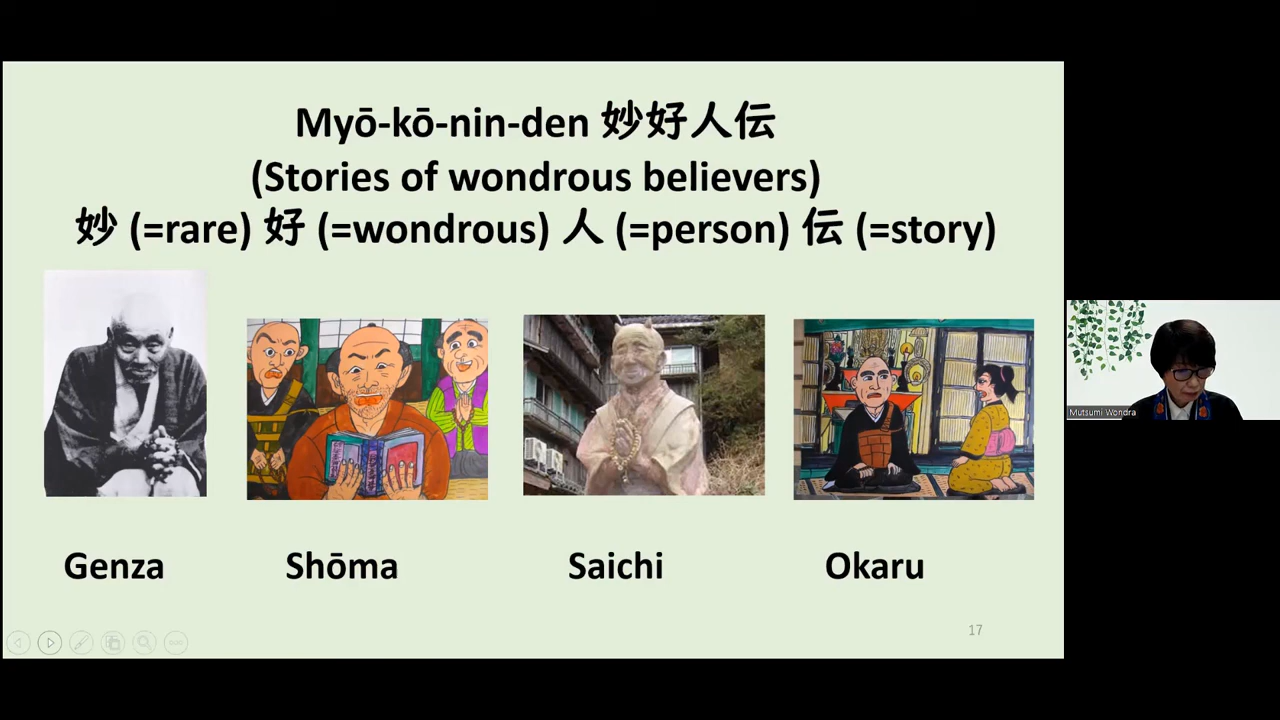 Myō-kō-nin-den 妙好人伝
(Stories of wondrous believers)
妙 (=rare) 好 (=wondrous) 人 (=person) 伝 (=story)
Genza
Shōma
Saichi
Okaru
17
Mutsumi Wondra